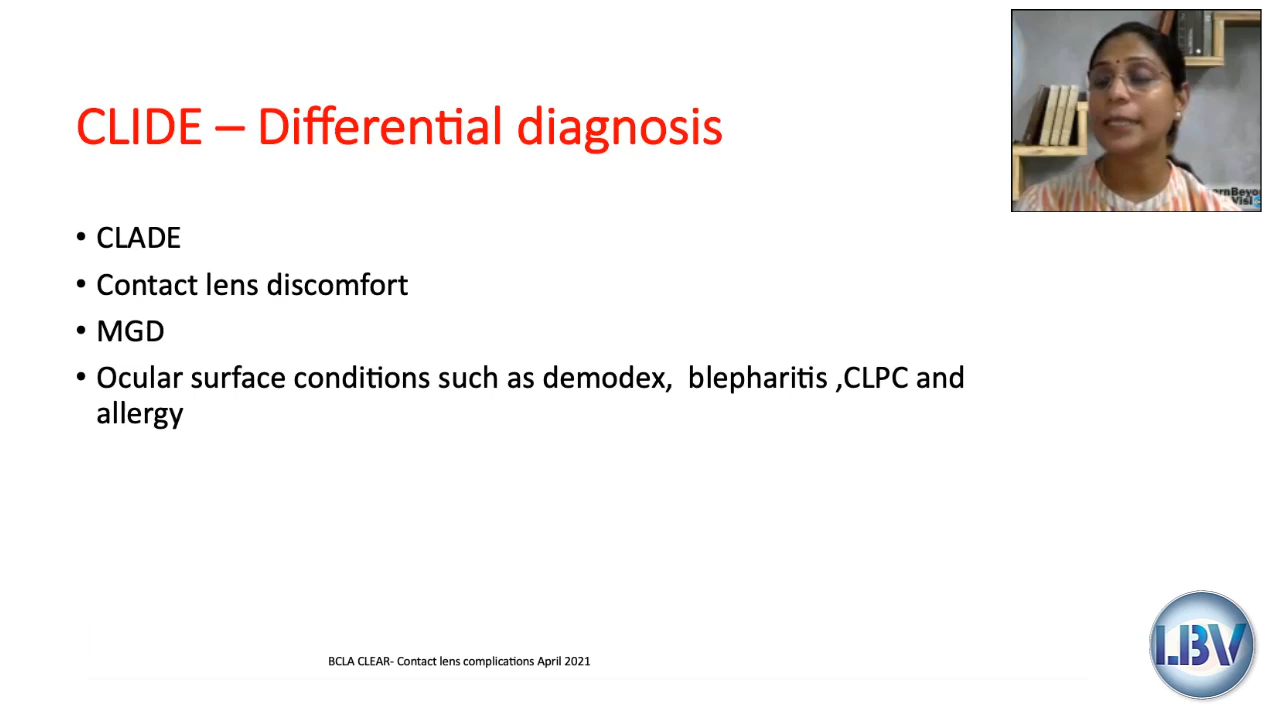 CLIDE – Differential diagnosis
• CLADE
• Contact lens discomfort
• MGD
• Ocular surface conditions such as demodex,  blepharitis ,CLPC and
allergy
BCLA CLEAR- Contact lens complications April 2021
LBV